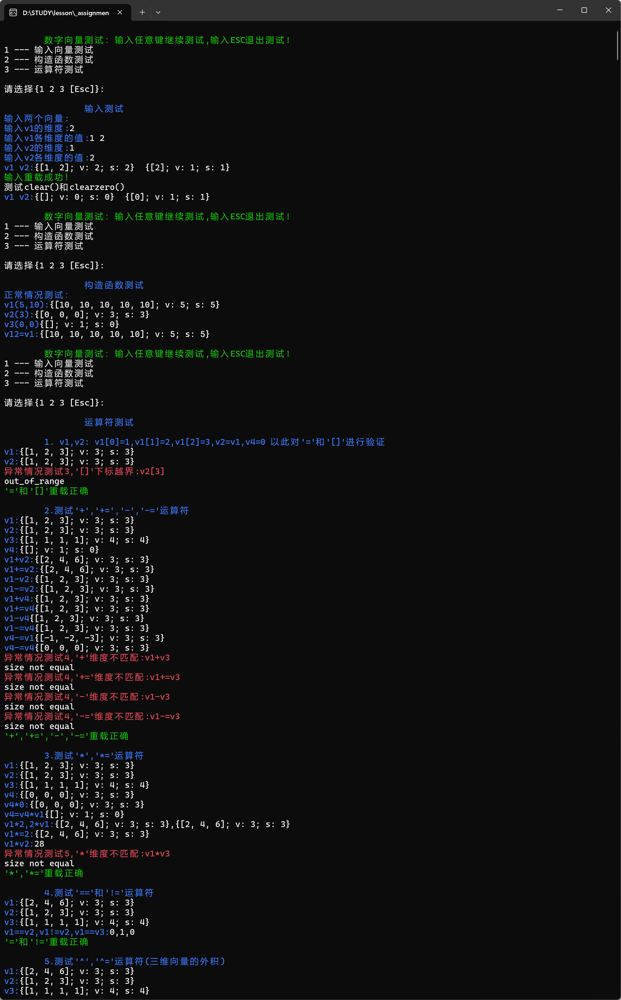 D:\STUDY\lesson\_assignmen
数字向量测试: 输入任意键继续测试,输入ESC退出测试!
1 --- 输入向量测试
2 --- 构造函数测试
3 --- 运算符测试
请选择{1 2 3 [Esc]}:
输入测试
输入两个向量:
输入v1的维度:2
输入v1各维度的值:1 2
输入v2的维度:1
输入v2各维度的值:2
v1 v2:{[1, 2]; v: 2; s: 2}  {[2]; v: 1; s: 1}
输入重载成功!
测试clear()和clearzero()
v1 v2:{[]; v: 0; s: 0}  {[0]; v: 1; s: 1}
数字向量测试: 输入任意键继续测试,输入ESC退出测试!
1 --- 输入向量测试
2 --- 构造函数测试
3 --- 运算符测试
请选择{1 2 3 [Esc]}:
构造函数测试
正常情况测试:
v1(5,10):{[10, 10, 10, 10, 10]; v: 5; s: 5}
v2(3):{[0, 0, 0]; v: 3; s: 3}
v3(0,0){[]; v: 1; s: 0}
v12=v1:{[10, 10, 10, 10, 10]; v: 5; s: 5}
数字向量测试: 输入任意键继续测试,输入ESC退出测试!
1 --- 输入向量测试
2 --- 构造函数测试
3 --- 运算符测试
请选择{1 2 3 [Esc]}:
运算符测试
1. v1,v2: v1[0]=1,v1[1]=2,v1[2]=3,v2=v1,v4=0 以此对'='和'[]'进行验证
v1:{[1, 2, 3]; v: 3; s: 3}
v2:{[1, 2, 3]; v: 3; s: 3}
异常情况测试3,'[]'下标越界:v2[3]
out_of_range
'='和'[]'重载正确
2.测试'+','+=','-','-='运算符
v1:{[1, 2, 3]; v: 3; s: 3}
v2:{[1, 2, 3]; v: 3; s: 3}
v3:{[1, 1, 1, 1]; v: 4; s: 4}
v4:{[]; v: 1; s: 0}
v1+v2:{[2, 4, 6]; v: 3; s: 3}
v1+=v2:{[2, 4, 6]; v: 3; s: 3}
v1-v2:{[1, 2, 3]; v: 3; s: 3}
v1-=v2:{[1, 2, 3]; v: 3; s: 3}
v1+v4:{[1, 2, 3]; v: 3; s: 3}
v1+=v4{[1, 2, 3]; v: 3; s: 3}
v1-v4{[1, 2, 3]; v: 3; s: 3}
v1-=v4{[1, 2, 3]; v: 3; s: 3}
v4-=v1{[-1, -2, -3]; v: 3; s: 3}
v4-=v4{[0, 0, 0]; v: 3; s: 3}
异常情况测试4,'+'维度不匹配:v1+v3
size not equal
异常情况测试4,'+='维度不匹配:v1+=v3
size not equal
异常情况测试4,'-'维度不匹配:v1-v3
size not equal
异常情况测试4,'-='维度不匹配:v1-=v3
size not equal
'+','+=','-','-='重载正确
3.测试'*','*='运算符
v1:{[1, 2, 3]; v: 3; s: 3}
v2:{[1, 2, 3]; v: 3; s: 3}
v3:{[1, 1, 1, 1]; v: 4; s: 4}
v4:{[0, 0, 0]; v: 3; s: 3}
v4*0:{[0, 0, 0]; v: 3; s: 3}
v4=v4*v1{[]; v: 1; s: 0}
v1*2,2*v1:{[2, 4, 6]; v: 3; s: 3},{[2, 4, 6]; v: 3; s: 3}
v1*=2:{[2, 4, 6]; v: 3; s: 3}
v1*v2:28
异常情况测试5,'*'维度不匹配:v1*v3
size not equal
'*','*='重载正确
4.测试'=='和'!='运算符
v1:{[2, 4, 6]; v: 3; s: 3}
v2:{[1, 2, 3]; v: 3; s: 3}
v3:{[1, 1, 1, 1]; v: 4; s: 4}
v1==v2,v1!=v2,v1==v3:0,1,0
'='和'!='重载正确
5.测试'^','^='运算符(三维向量的外积)
v1:{[2, 4, 6]; v: 3; s: 3}
v2:{[1, 2, 3]; v: 3; s: 3}
v3:{[1, 1, 1, 1]; v: 4; s: 4}